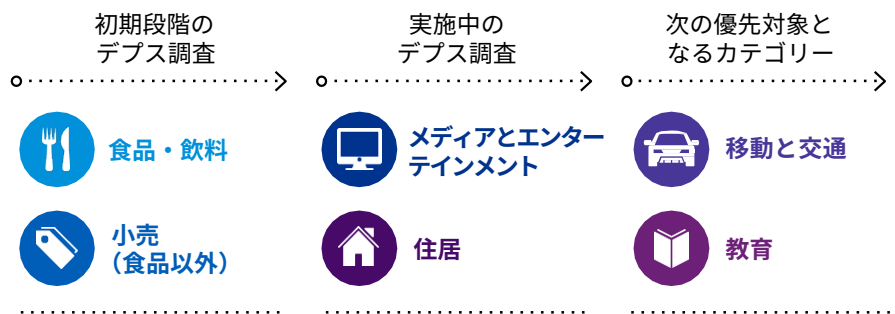 初期段階の
デプス調査
実施中の
デプス調査
次の優先対象と
なるカテゴリー
食品・飲料
メディアとエンター
テインメント
移動と交通
小売
（食品以外）
住居
教育